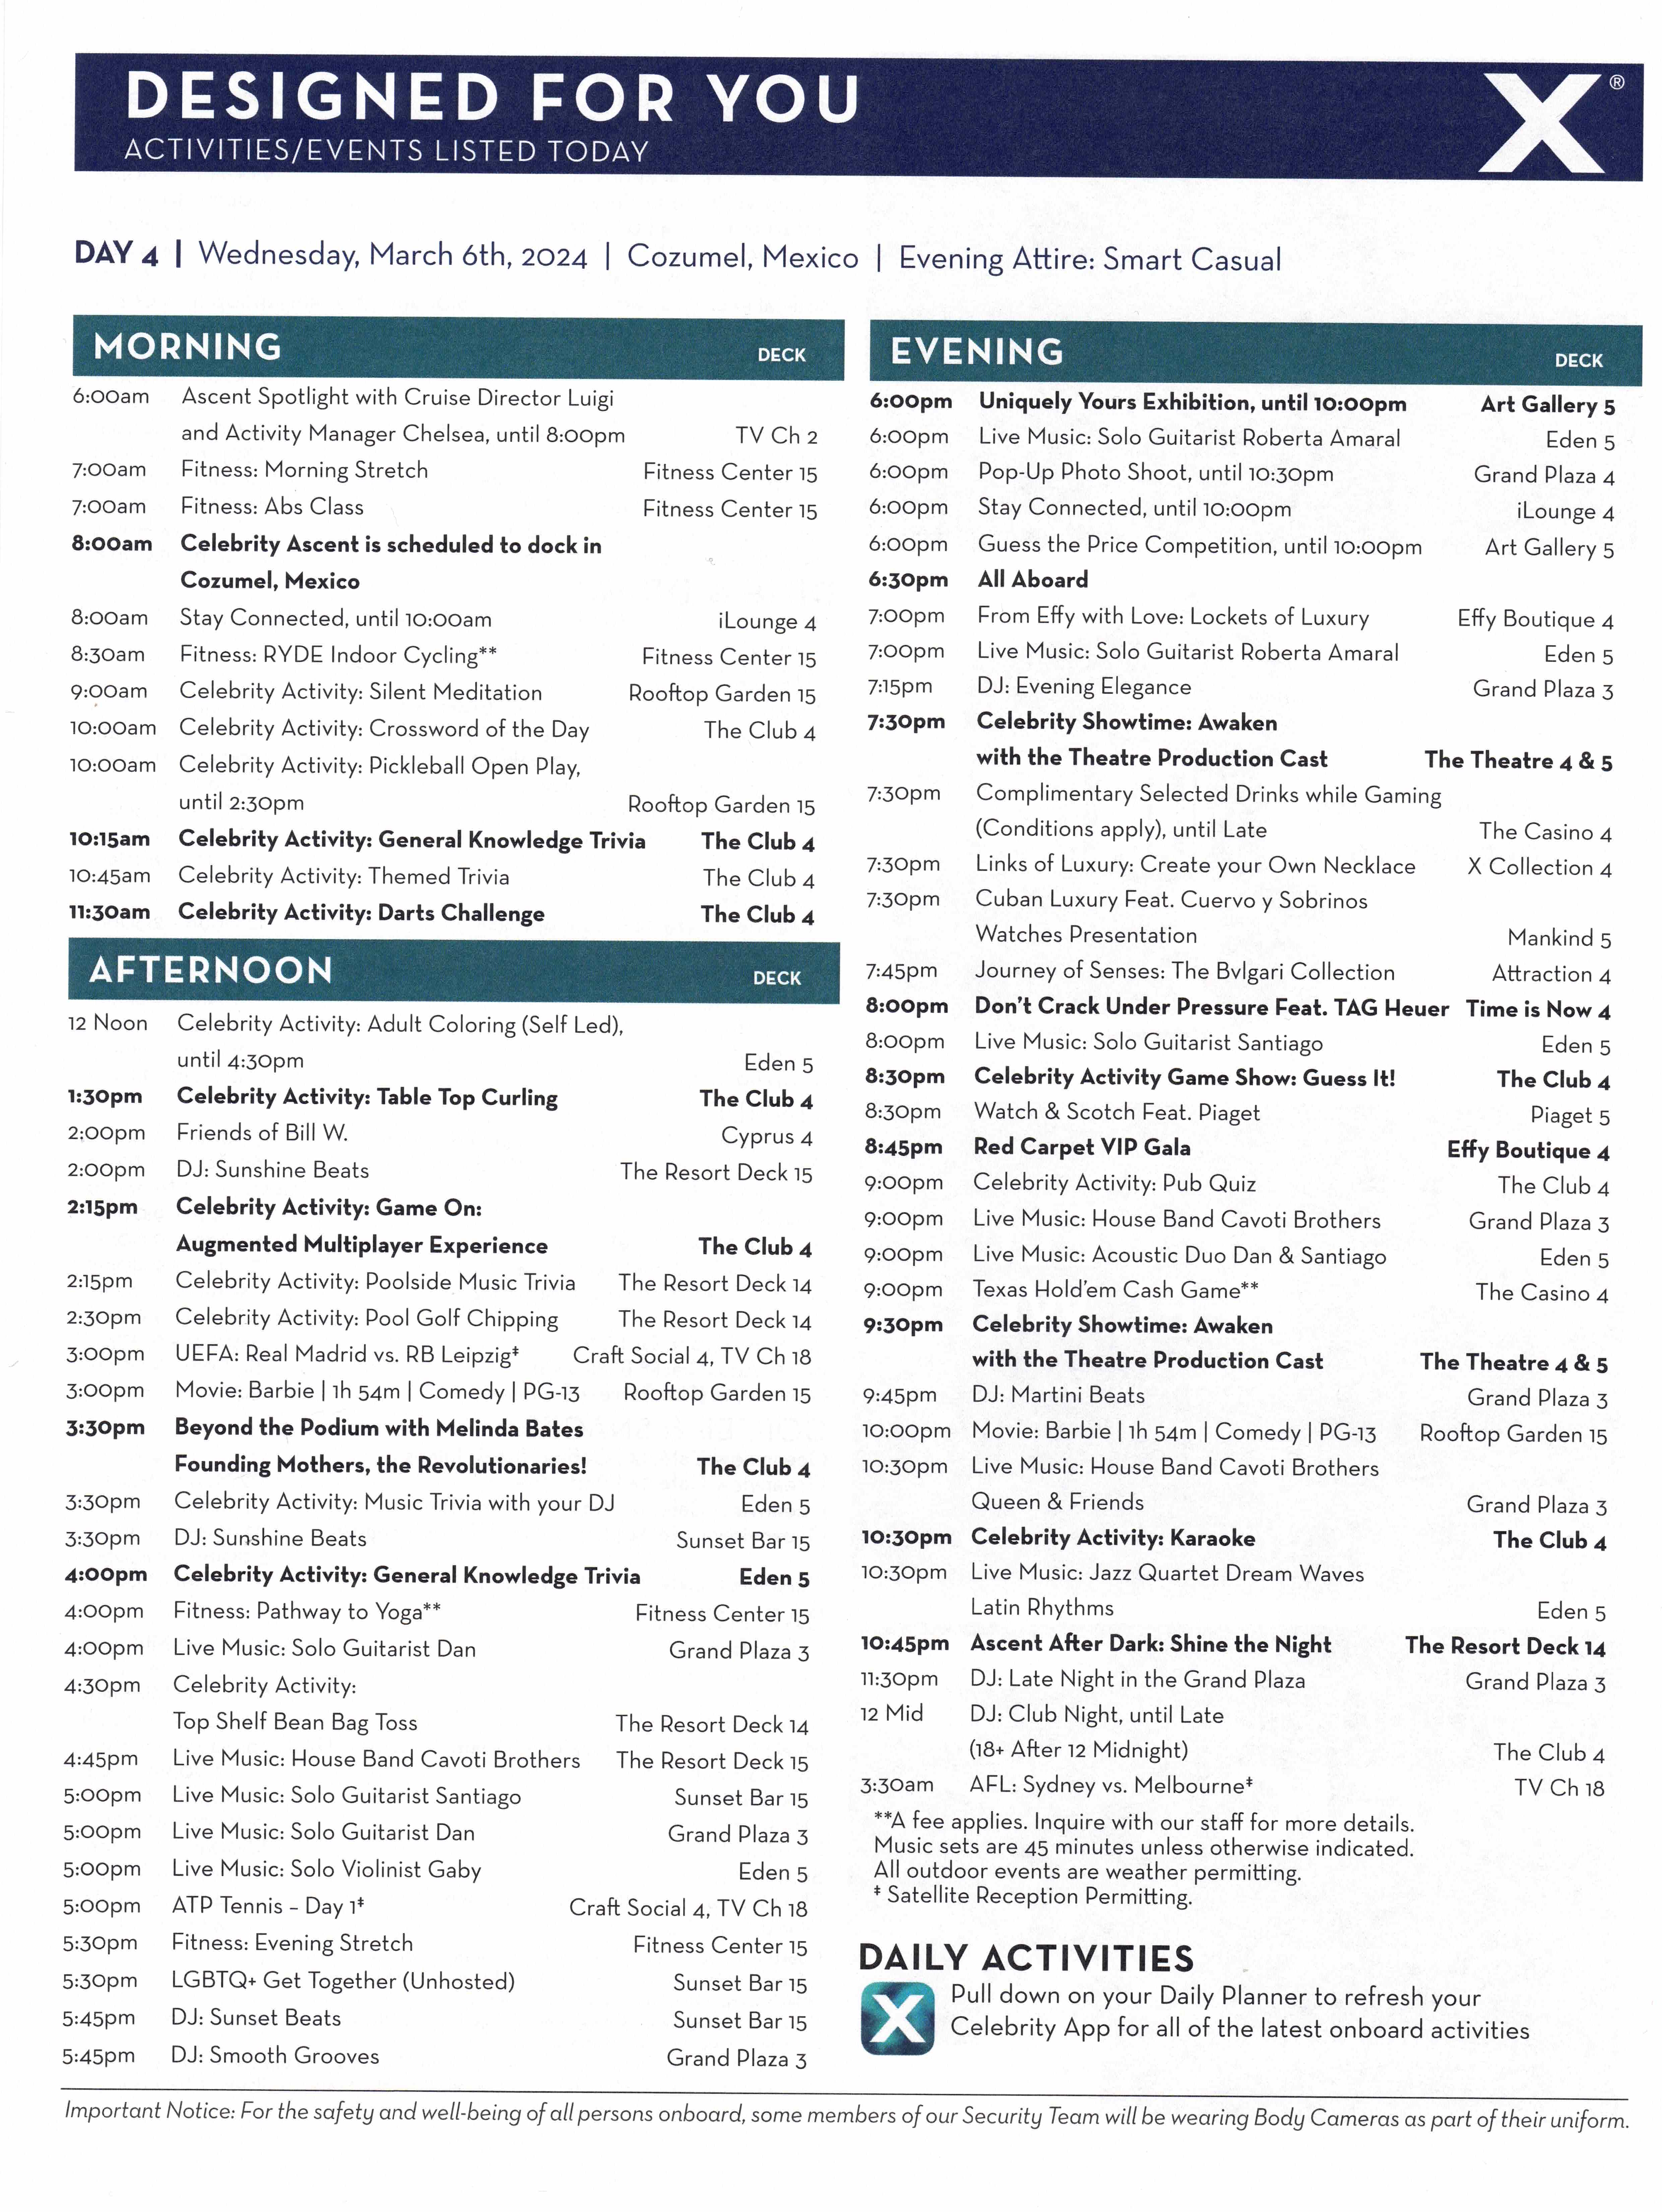 DESIGNED FOR YOU
ACTIVITIES/EVENTS LISTED TODAY
X®
DAY 4 | Wednesday, March 6th, 2024 | Cozumel, Mexico | Evening Attire: Smart Casual
MORNING DECK
6:00am Ascent Spotlight with Cruise Director Luigi
and Activity Manager Chelsea, until 8:00pm TV Ch 2
7:00am Fitness: Morning Stretch Fitness Center 15
7:00am Fitness: Abs Class Fitness Center 15
8:00am Celebrity Ascent is scheduled to dock in
Cozumel, Mexico
8:00am Stay Connected, until 10:00am iLounge 4
8:30am Fitness: RYDE Indoor Cycling** Fitness Center 15
9:00am Celebrity Activity: Silent Meditation Rooftop Garden 15
10:00am Celebrity Activity: Crossword of the Day The Club 4
10:00am Celebrity Activity: Pickleball Open Play,
until 2:30pm Rooftop Garden 15
10:15am Celebrity Activity: General Knowledge Trivia The Club 4
10:45am Celebrity Activity: Themed Trivia The Club 4
11:30am Celebrity Activity: Darts Challenge The Club 4
AFTERNOON DECK
12 Noon Celebrity Activity: Adult Coloring (Self Led),
until 4:30pm Eden 5
1:30pm Celebrity Activity: Table Top Curling The Club 4
2:00pm Friends of Bill W. Cyprus 4
2:00pm DJ: Sunshine Beats The Resort Deck 15
2:15pm Celebrity Activity: Game On:
Augmented Multiplayer Experience The Club 4
2:15pm Celebrity Activity: Poolside Music Trivia The Resort Deck 14
2:30pm Celebrity Activity: Pool Golf Chipping The Resort Deck 14
3:00pm UEFA: Real Madrid vs. RB Leipzig‡ Craft Social 4, TV Ch 18
3:00pm Movie: Barbie | 1h 54m | Comedy | PG-13 Rooftop Garden 15
3:30pm Beyond the Podium with Melinda Bates
Founding Mothers, the Revolutionaries! The Club 4
3:30pm Celebrity Activity: Music Trivia with your DJ Eden 5
3:30pm DJ: Sunshine Beats Sunset Bar 15
4:00pm Celebrity Activity: General Knowledge Trivia Eden 5
4:00pm Fitness: Pathway to Yoga** Fitness Center 15
4:00pm Live Music: Solo Guitarist Dan Grand Plaza 3
4:30pm Celebrity Activity:
Top Shelf Bean Bag Toss The Resort Deck 14
4:45pm Live Music: House Band Cavoti Brothers The Resort Deck 15
5:00pm Live Music: Solo Guitarist Santiago Sunset Bar 15
5:00pm Live Music: Solo Guitarist Dan Grand Plaza 3
5:00pm Live Music: Solo Violinist Gaby Eden 5
5:00pm ATP Tennis – Day 1‡ Craft Social 4, TV Ch 18
5:30pm Fitness: Evening Stretch Fitness Center 15
5:30pm LGBTQ+ Get Together (Unhosted) Sunset Bar 15
5:45pm DJ: Sunset Beats Sunset Bar 15
5:45pm DJ: Smooth Grooves Grand Plaza 3
EVENING DECK
6:00pm Uniquely Yours Exhibition, until 10:00pm Art Gallery 5
6:00pm Live Music: Solo Guitarist Roberta Amaral Eden 5
6:00pm Pop-Up Photo Shoot, until 10:30pm Grand Plaza 4
6:00pm Stay Connected, until 10:00pm iLounge 4
6:00pm Guess the Price Competition, until 10:00pm Art Gallery 5
6:30pm All Aboard
7:00pm From Effy with Love: Lockets of Luxury Effy Boutique 4
7:00pm Live Music: Solo Guitarist Roberta Amaral Eden 5
7:15pm DJ: Evening Elegance Grand Plaza 3
7:30pm Celebrity Showtime: Awaken
with the Theatre Production Cast The Theatre 4 & 5
7:30pm Complimentary Selected Drinks while Gaming
(Conditions apply), until Late The Casino 4
7:30pm Links of Luxury: Create your Own Necklace X Collection 4
7:30pm Cuban Luxury Feat. Cuervo y Sobrinos
Watches Presentation Mankind 5
7:45pm Journey of Senses: The Bvlgari Collection Attraction 4
8:00pm Don't Crack Under Pressure Feat. TAG Heuer Time is Now 4
8:00pm Live Music: Solo Guitarist Santiago Eden 5
8:30pm Celebrity Activity Game Show: Guess It! The Club 4
8:30pm Watch & Scotch Feat. Piaget Piaget 5
8:45pm Red Carpet VIP Gala Effy Boutique 4
9:00pm Celebrity Activity: Pub Quiz The Club 4
9:00pm Live Music: House Band Cavoti Brothers Grand Plaza 3
9:00pm Live Music: Acoustic Duo Dan & Santiago Eden 5
9:00pm Texas Hold'em Cash Game** The Casino 4
9:30pm Celebrity Showtime: Awaken
with the Theatre Production Cast The Theatre 4 & 5
9:45pm DJ: Martini Beats Grand Plaza 3
10:00pm Movie: Barbie | 1h 54m | Comedy | PG-13 Rooftop Garden 15
10:30pm Live Music: House Band Cavoti Brothers
Queen & Friends Grand Plaza 3
10:30pm Celebrity Activity: Karaoke The Club 4
10:30pm Live Music: Jazz Quartet Dream Waves
Latin Rhythms Eden 5
10:45pm Ascent After Dark: Shine the Night The Resort Deck 14
11:30pm DJ: Late Night in the Grand Plaza Grand Plaza 3
12 Mid DJ: Club Night, until Late
(18+ After 12 Midnight) The Club 4
3:30am AFL: Sydney vs. Melbourne‡ TV Ch 18
**A fee applies. Inquire with our staff for more details.
Music sets are 45 minutes unless otherwise indicated.
All outdoor events are weather permitting.
‡ Satellite Reception Permitting.
DAILY ACTIVITIES
X
Pull down on your Daily Planner to refresh your
Celebrity App for all of the latest onboard activities
Important Notice: For the safety and well-being of all persons onboard, some members of our Security Team will be wearing Body Cameras as part of their uniform.